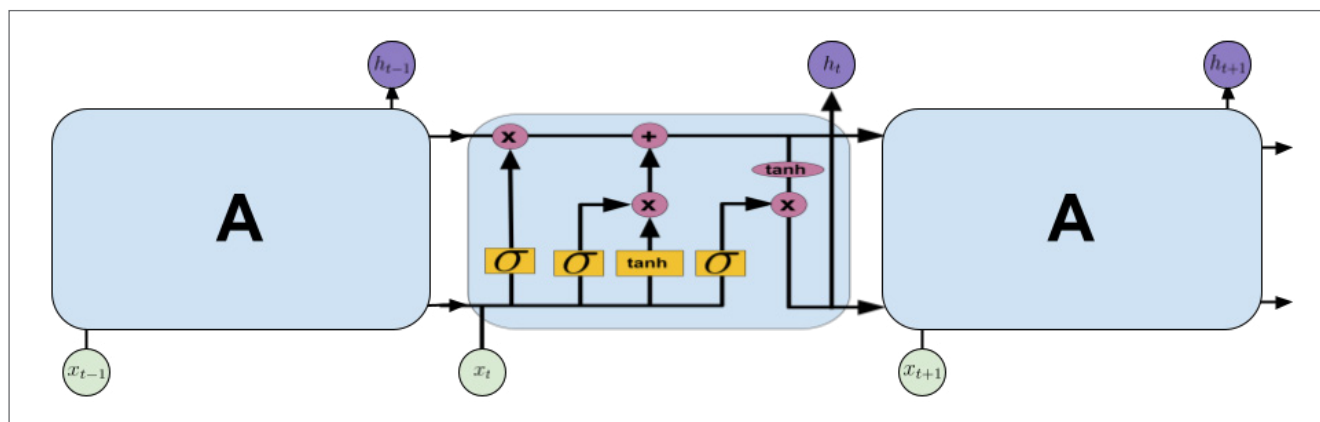 h_{t-1} h_t h_{t+1}
x +
tanh
A x x A
σ σ tanh σ
x_{t-1} x_t x_{t+1}